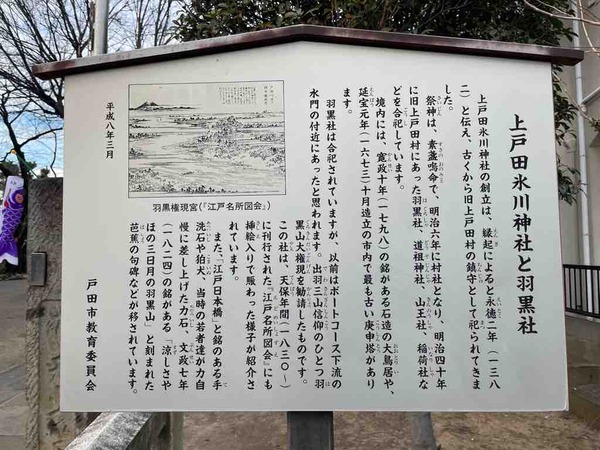 上戸田氷川神社と羽黒社
上戸田氷川神社の創立は、縁起によると永徳二年（一三八
二）と伝え、古くから旧上戸田村の鎮守として祀られてきま
した。
祭神は、素盞嗚命で、明治六年に村社となり、明治四十年
に旧上戸田村にあった羽黒社、道祖神社、山王社、稲荷社な
どを合祀しています。
境内には、寛政十年（一七九八）の銘がある石造の大鳥居や、
延宝元年（一六七三）十月造立の市内で最も古い庚申塔があり
ます。
羽黒社は合祀されていますが、以前はボートコース下流の
水門の付近にあったと思われます。出羽三山信仰のひとつ羽
黒山大権現を勧請したものです。
この社は、天保年間（一八三〇〜）
に刊行された『江戸名所図会』にも
挿絵入りで賑わった様子が紹介さ
れています。
また「江戸日本橋」と銘のある手
洗石や狛犬、当時の若者達が力自
慢に差し上げた力石、文政七年
（一八二四）の銘がある「涼しさや
ほの三日月の羽黒山」と刻まれた
芭蕉の句碑などが移されています。
羽黒権現宮（『江戸名所図会』）
平成八年三月
戸田市教育委員会